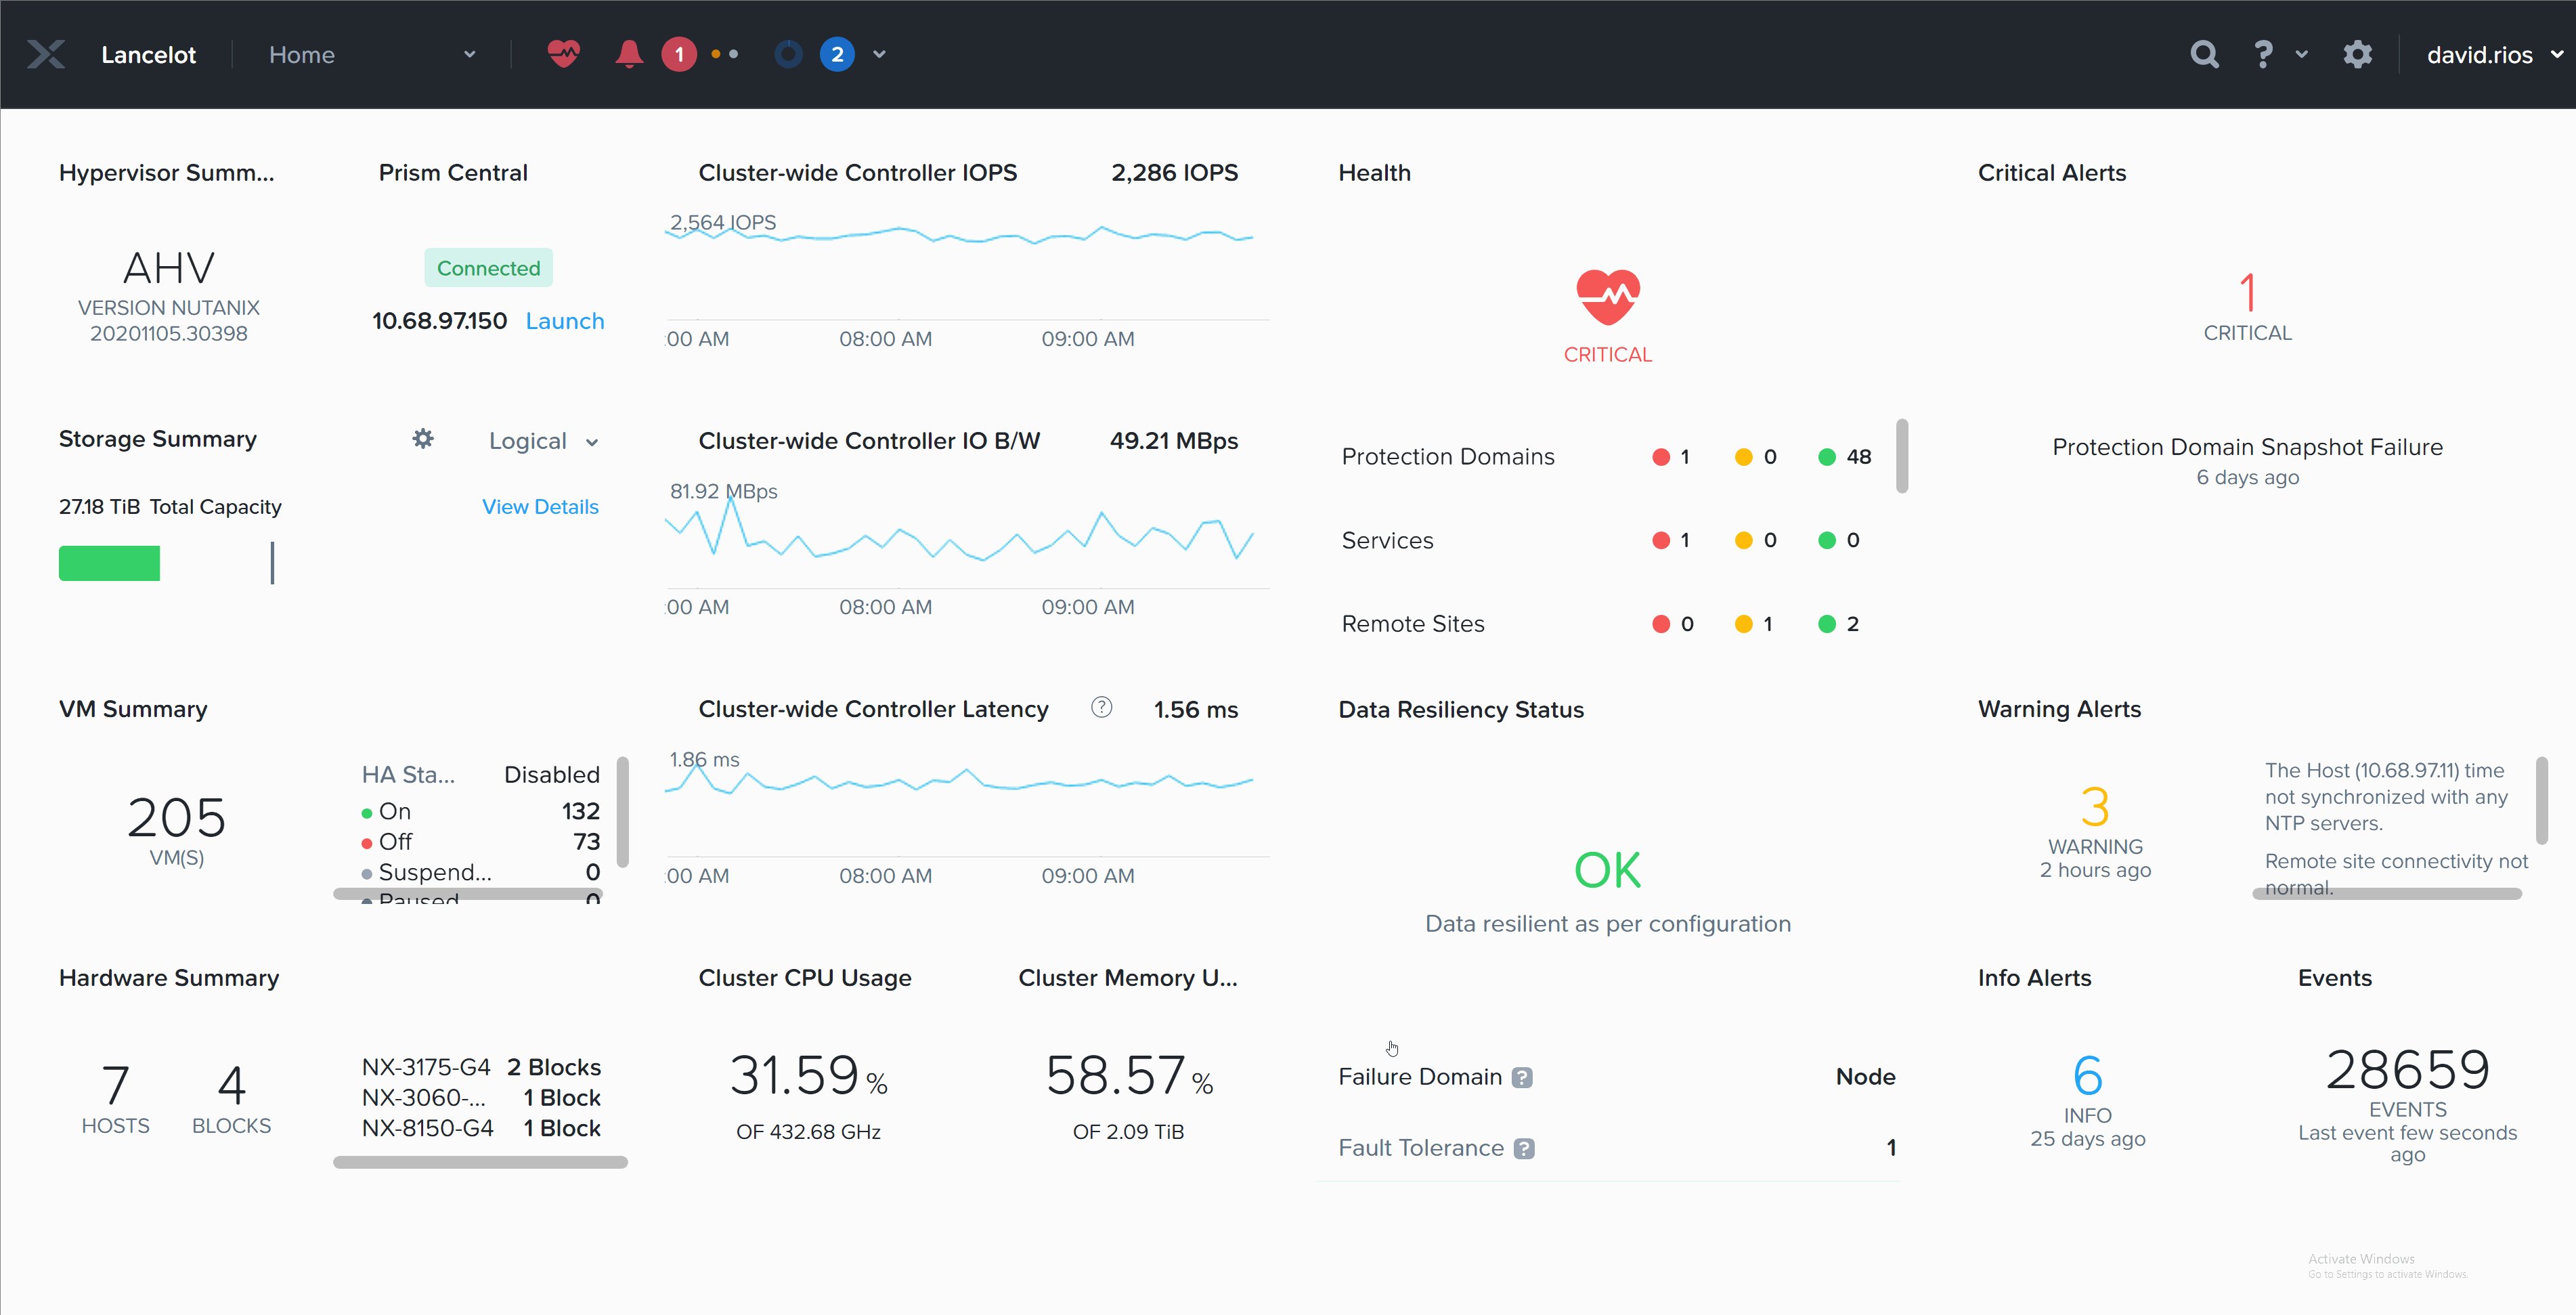 Lancelot
Home
1
2
?
david.rios
Hypervisor Summ...
AHV
VERSION NUTANIX
20201105.30398
Prism Central
Connected
10.68.97.150 Launch
Cluster-wide Controller IOPS 2,286 IOPS
2,564 IOPS
:00 AM 08:00 AM 09:00 AM
Health
CRITICAL
Critical Alerts
1
CRITICAL
Storage Summary
Logical
27.18 TiB Total Capacity
View Details
Cluster-wide Controller IO B/W 49.21 MBps
81.92 MBps
:00 AM 08:00 AM 09:00 AM
Protection Domains 1 0 48
Services 1 0 0
Remote Sites 0 1 2
Protection Domain Snapshot Failure
6 days ago
VM Summary
205
VM(S)
HA Sta... Disabled
On 132
Off 73
Suspend... 0
Paused 0
Cluster-wide Controller Latency ? 1.56 ms
1.86 ms
:00 AM 08:00 AM 09:00 AM
Data Resiliency Status
OK
Data resilient as per configuration
Warning Alerts
3
WARNING
2 hours ago
The Host (10.68.97.11) time
not synchronized with any
NTP servers.
Remote site connectivity not
normal.
Hardware Summary
7
HOSTS
4
BLOCKS
NX-3175-G4 2 Blocks
NX-3060-... 1 Block
NX-8150-G4 1 Block
Cluster CPU Usage
31.59 %
OF 432.68 GHz
Cluster Memory U...
58.57 %
OF 2.09 TiB
Failure Domain ? Node
Fault Tolerance ? 1
Info Alerts
6
INFO
25 days ago
Events
28659
EVENTS
Last event few seconds
ago
Activate Windows
Go to Settings to activate Windows.